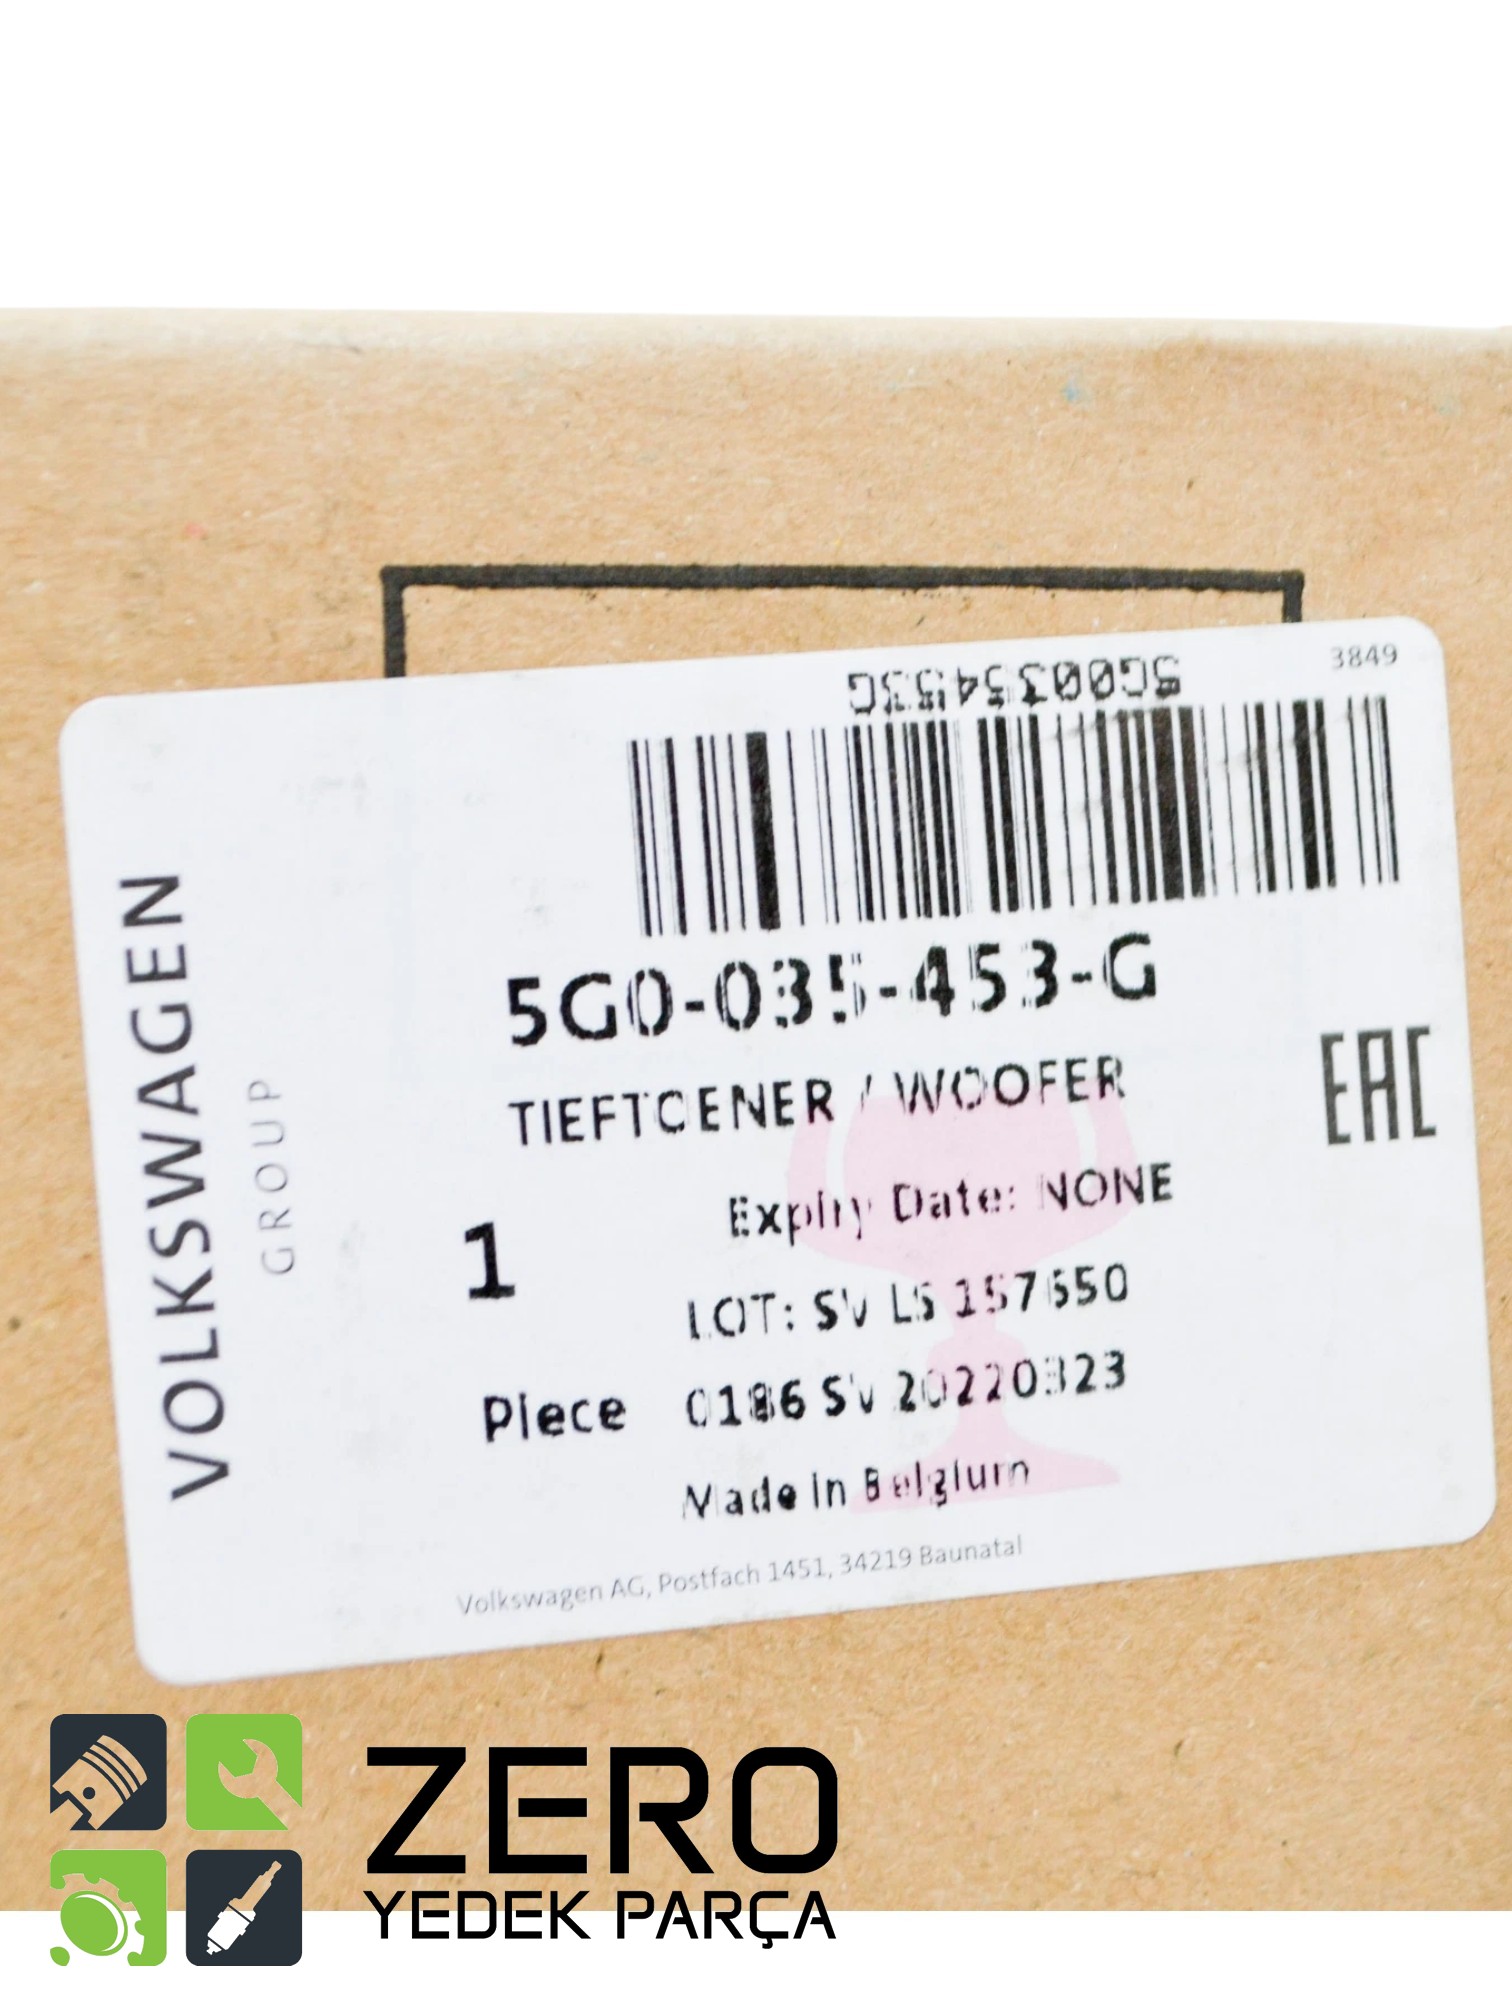 3849
5G0035453G
5G0-035-453-G
TIEFTOENER / WOOFER
EAC
Expiry Date: NONE
1
LOT: SV LS 157650
Piece 0186 SV 20220323
Made in Belgium
Volkswagen AG, Postfach 1451, 34219 Baunatal
VOLKSWAGEN
GROUP
ZERO
YEDEK PARÇA